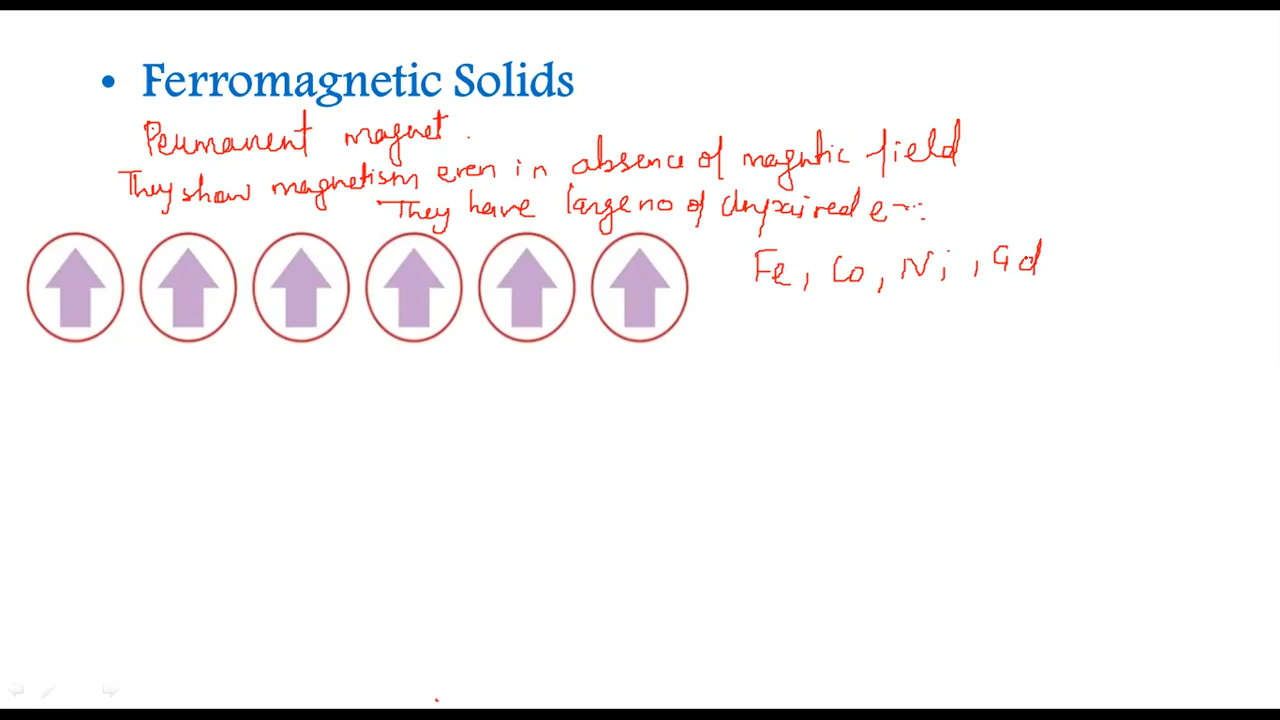 • Ferromagnetic Solids
Permanent magnet.
They show magnetism even in absence of magntic field
They have large no of unpaired e-
Fe, Co, Ni, Gd